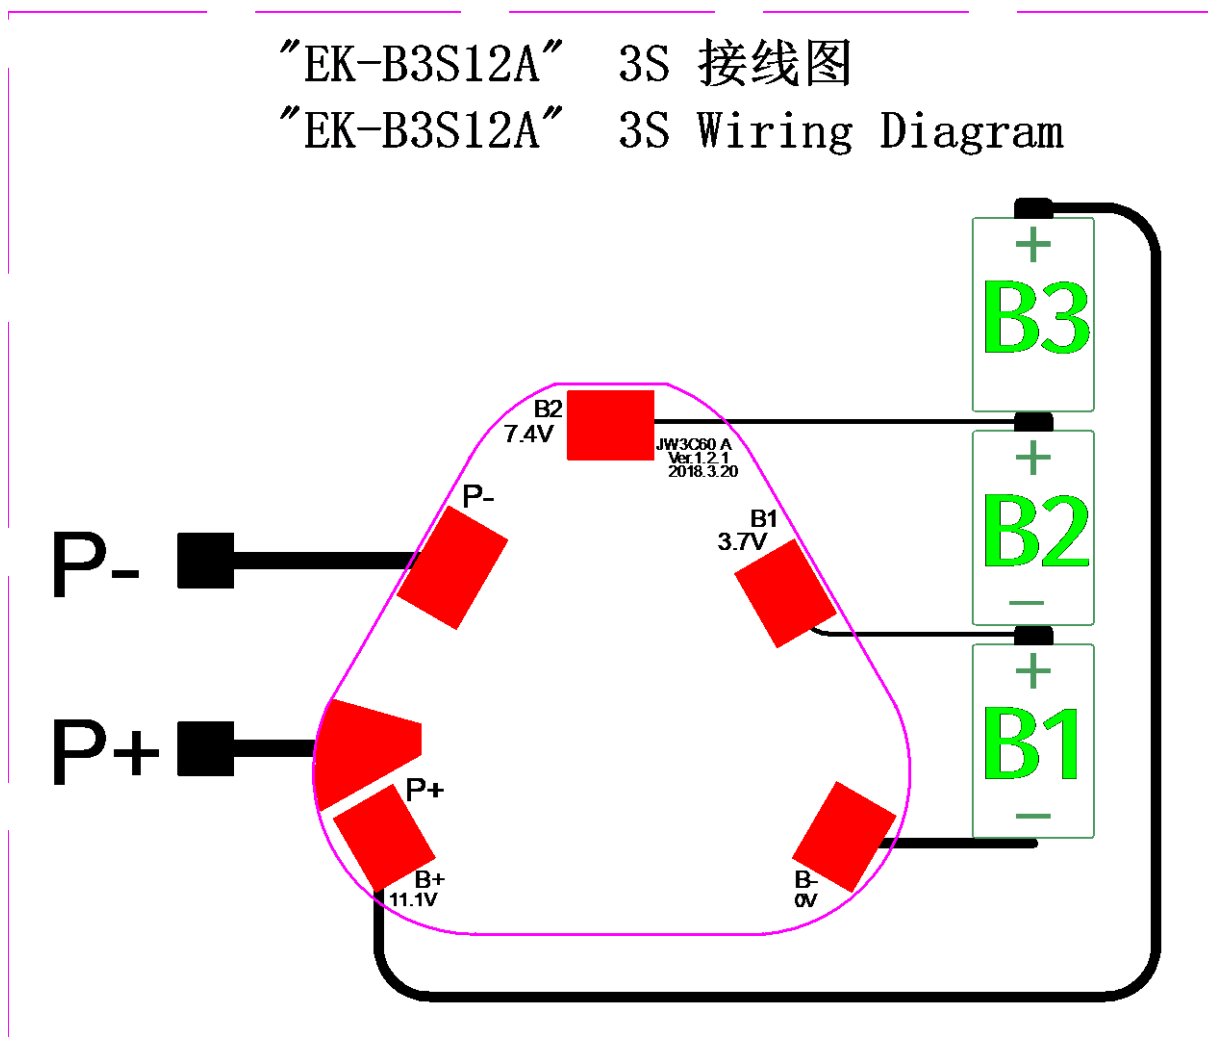 "EK-B3S12A" 3S 接线图
"EK-B3S12A" 3S Wiring Diagram
+
B3
B2
7.4V
JW3C60 A
Ver.1.2.1
2018.3.20
+
B2
−
P-
B1
3.7V
P-
+
B1
−
P+
P+
B+
11.1V
B-
0V